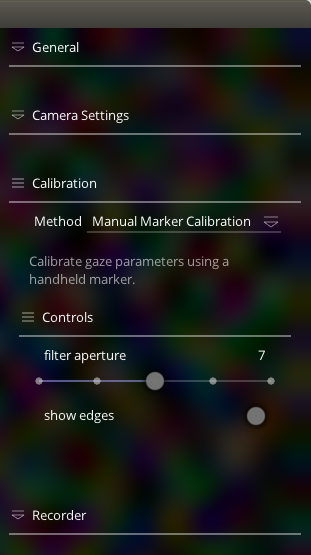 General
Camera Settings
Calibration
Method Manual Marker Calibration
Calibrate gaze parameters using a
handheld marker.
Controls
filter aperture 7
show edges
Recorder